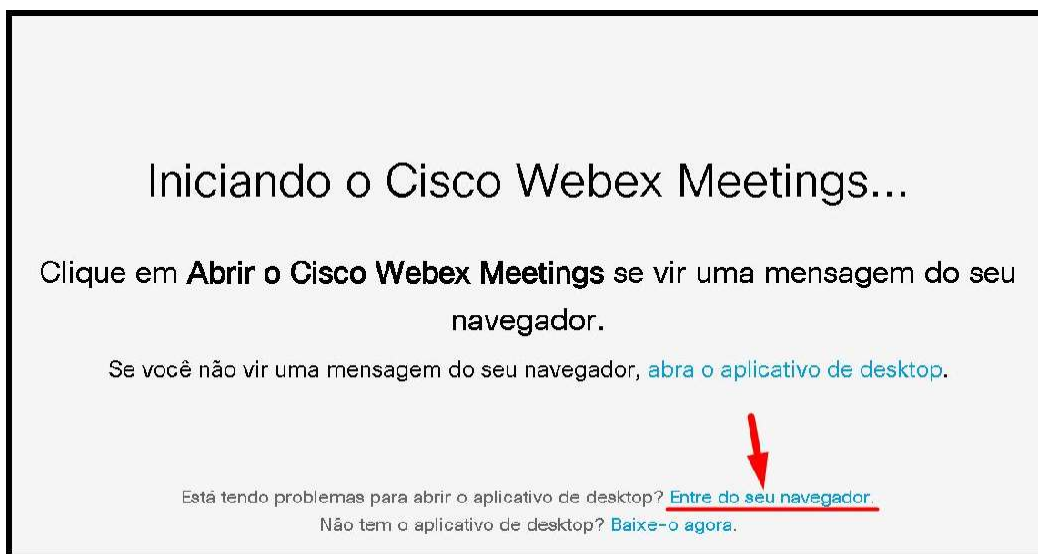 Iniciando o Cisco Webex Meetings...
Clique em Abrir o Cisco Webex Meetings se vir uma mensagem do seu
navegador.
Se você não vir uma mensagem do seu navegador, abra o aplicativo de desktop.
Está tendo problemas para abrir o aplicativo de desktop? Entre do seu navegador.
Não tem o aplicativo de desktop? Baixe-o agora.